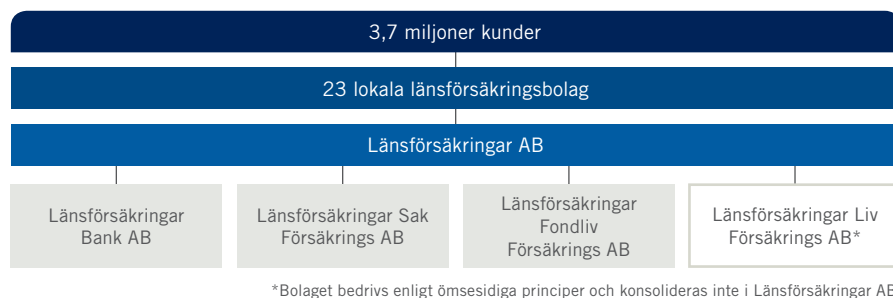 3,7 miljoner kunder
23 lokala länsförsäkringsbolag
Länsförsäkringar AB
Länsförsäkringar
Bank AB
Länsförsäkringar Sak
Försäkrings AB
Länsförsäkringar
Fondliv
Försäkrings AB
Länsförsäkringar Liv
Försäkrings AB*
*Bolaget bedrivs enligt ömsesidiga principer och konsolideras inte i Länsförsäkringar AB